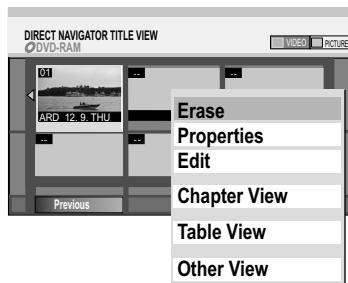 DIRECT NAVIGATOR TITLE VIEW
DVD-RAM
VIDEO PICTURE
01
--
--
ARD 12. 9. THU
--
--
Previous
Erase
Properties
Edit
Chapter View
Table View
Other View